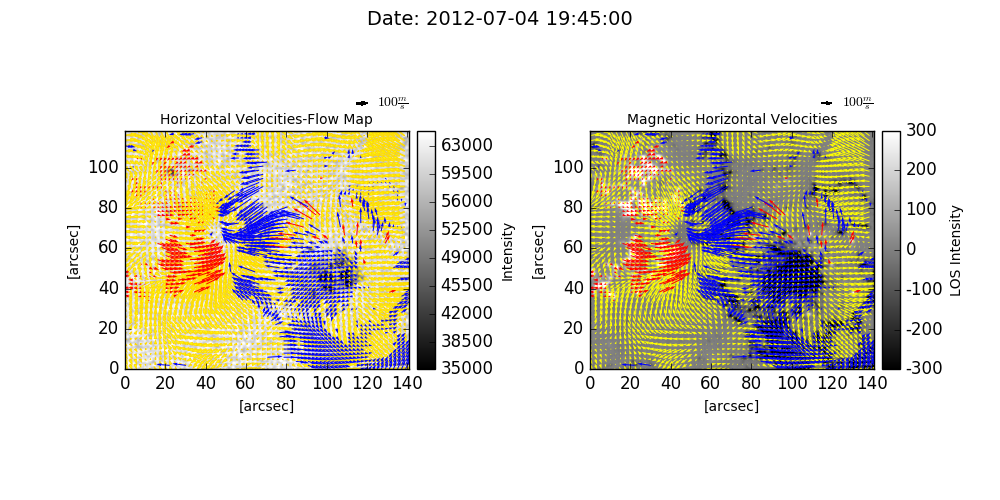 Date: 2012-07-04 19:45:00
100 m/s
100 m/s
Horizontal Velocities-Flow Map
Magnetic Horizontal Velocities
[arcsec]
100
80
60
40
20
0
0 20 40 60 80 100 120 140
[arcsec]
63000
59500
56000
52500
49000
45500
42000
38500
35000
Intensity
[arcsec]
100
80
60
40
20
0
0 20 40 60 80 100 120 140
[arcsec]
300
200
100
0
-100
-200
-300
LOS Intensity